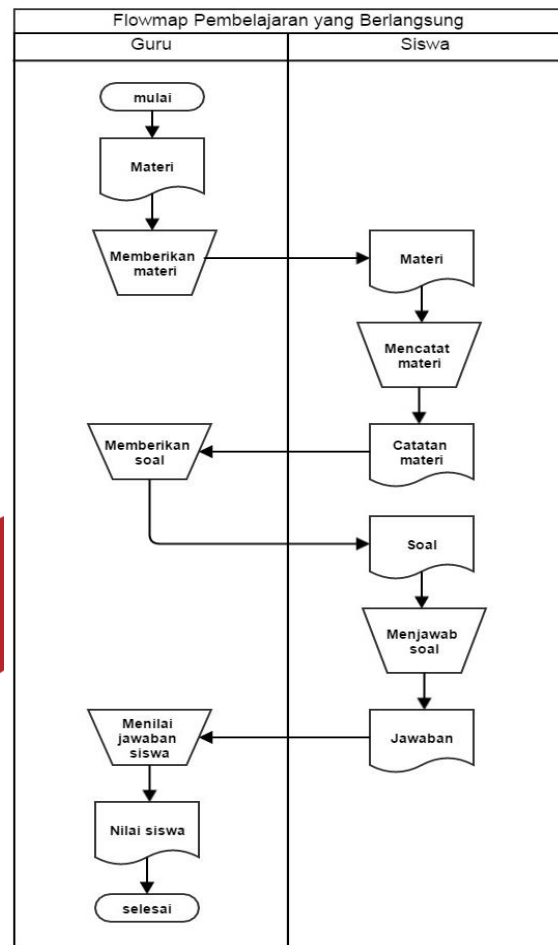 Flowmap Pembelajaran yang Berlangsung
Guru
Siswa
mulai
Materi
Memberikan
materi
Materi
Mencatat
materi
Catatan
materi
Memberikan
soal
Soal
Menjawab
soal
Jawaban
Menilai
jawaban
siswa
Nilai siswa
selesai